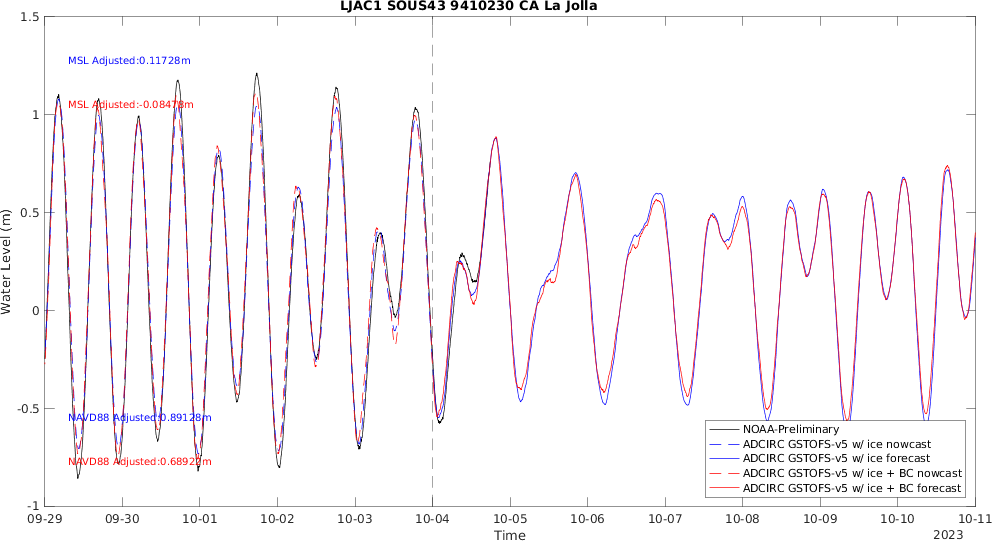 LJAC1 SOUS43 9410230 CA La Jolla
Water Level (m)
1.5
1
0.5
0
-0.5
-1
MSL Adjusted:0.11728m
MSL Adjusted:-0.08478m
NAVD88 Adjusted:0.89128m
NAVD88 Adjusted:0.68922m
NOAA-Preliminary
ADCIRC GSTOFS-v5 w/ ice nowcast
ADCIRC GSTOFS-v5 w/ ice forecast
ADCIRC GSTOFS-v5 w/ ice + BC nowcast
ADCIRC GSTOFS-v5 w/ ice + BC forecast
09-29 09-30 10-01 10-02 10-03 10-04 10-05 10-06 10-07 10-08 10-09 10-10 10-11
Time
2023